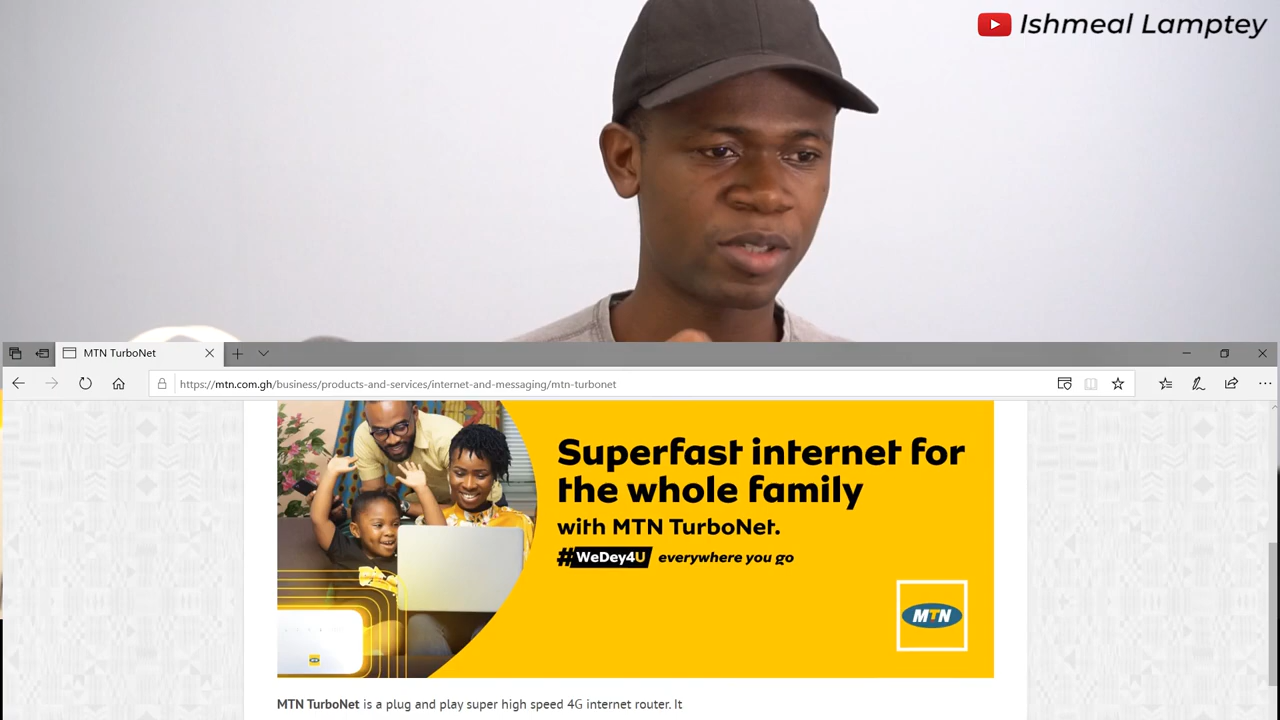 Ishmeal Lamptey
MTN TurboNet
https://mtn.com.gh/business/products-and-services/internet-and-messaging/mtn-turbonet
Superfast internet for
the whole family
with MTN TurboNet.
#WeDey4U everywhere you go
MTN
MTN TurboNet is a plug and play super high speed 4G internet router. It